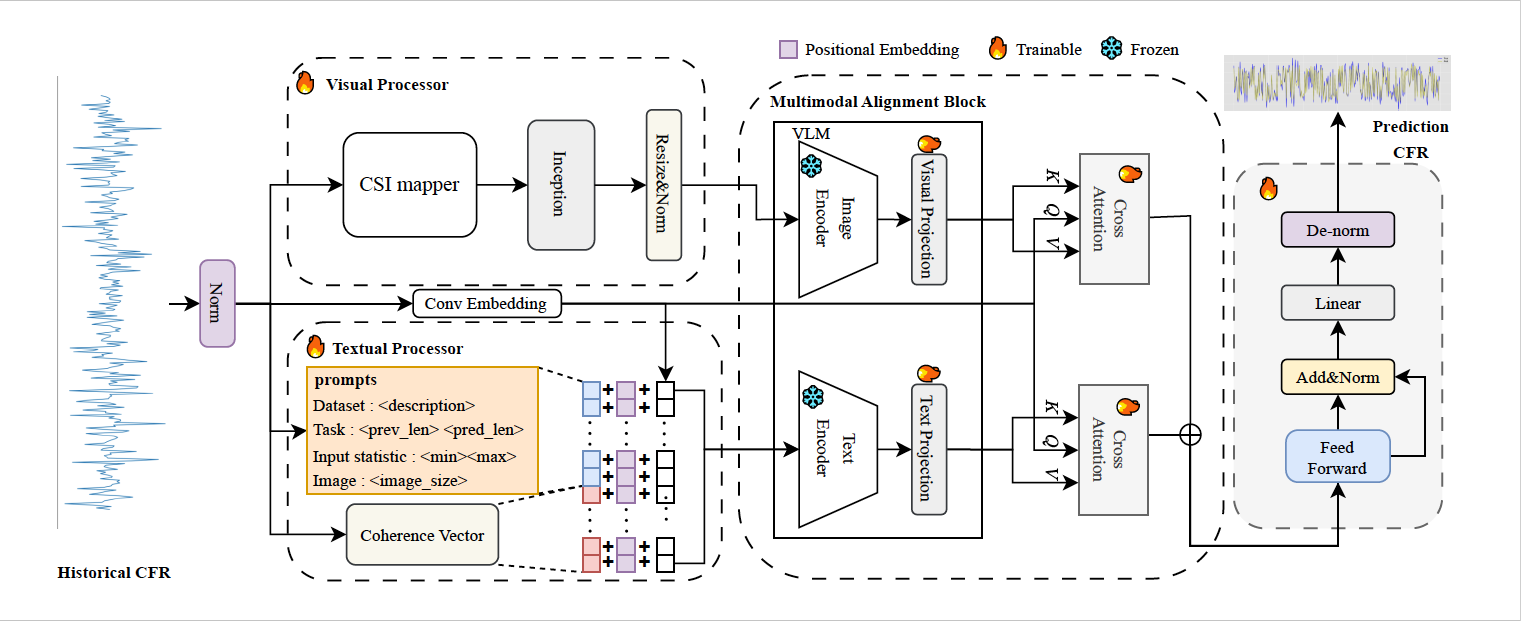 Positional Embedding
Trainable
Frozen
Visual Processor
CSI mapper
Inception
Resize&Norm
Multimodal Alignment Block
VLM
Image
Encoder
Visual Projection
K
Q
V
Cross
Attention
Prediction
CFR
De-norm
Linear
Add&Norm
Feed
Forward
Norm
Conv Embedding
Textual Processor
prompts
Dataset : <description>
Task : <prev_len> <pred_len>
Input statistic : <min><max>
Image : <image_size>
Coherence Vector
Text
Encoder
Text Projection
K
Q
V
Cross
Attention
Historical CFR